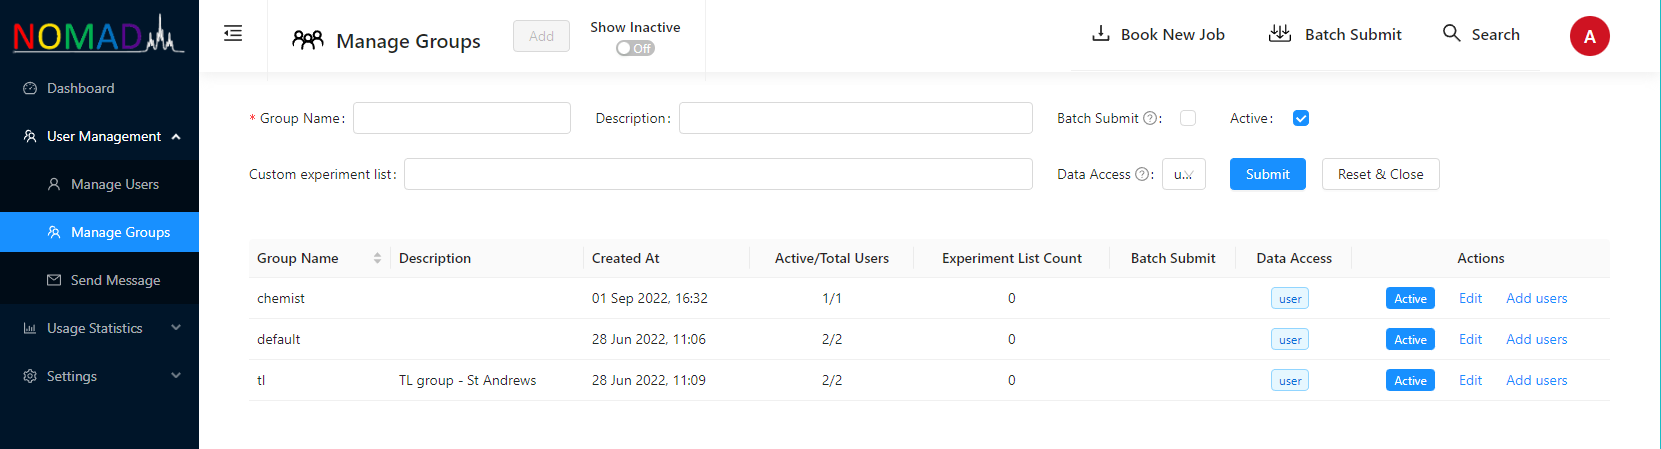 NOMAD
Manage Groups
Add
Show Inactive
Off
Book New Job
Batch Submit
Search
A
Dashboard
User Management
Manage Users
Manage Groups
Send Message
Usage Statistics
Settings
* Group Name:
Description:
Batch Submit ?:
Active:
Custom experiment list:
Data Access ?:
u...
Submit
Reset & Close
Group Name Description Created At Active/Total Users Experiment List Count Batch Submit Data Access Actions
chemist 01 Sep 2022, 16:32 1/1 0 user Active Edit Add users
default 28 Jun 2022, 11:06 2/2 0 user Active Edit Add users
tl TL group - St Andrews 28 Jun 2022, 11:09 2/2 0 user Active Edit Add users